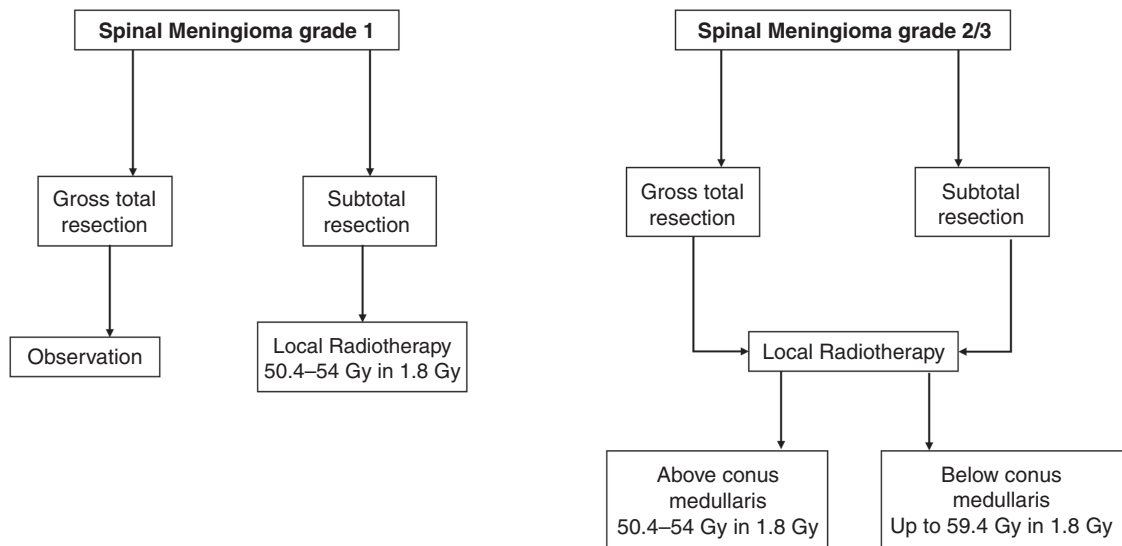 Spinal Meningioma grade 1
Gross total
resection
Subtotal
resection
Observation
Local Radiotherapy
50.4–54 Gy in 1.8 Gy
Spinal Meningioma grade 2/3
Gross total
resection
Subtotal
resection
Local Radiotherapy
Above conus
medullaris
50.4–54 Gy in 1.8 Gy
Below conus
medullaris
Up to 59.4 Gy in 1.8 Gy